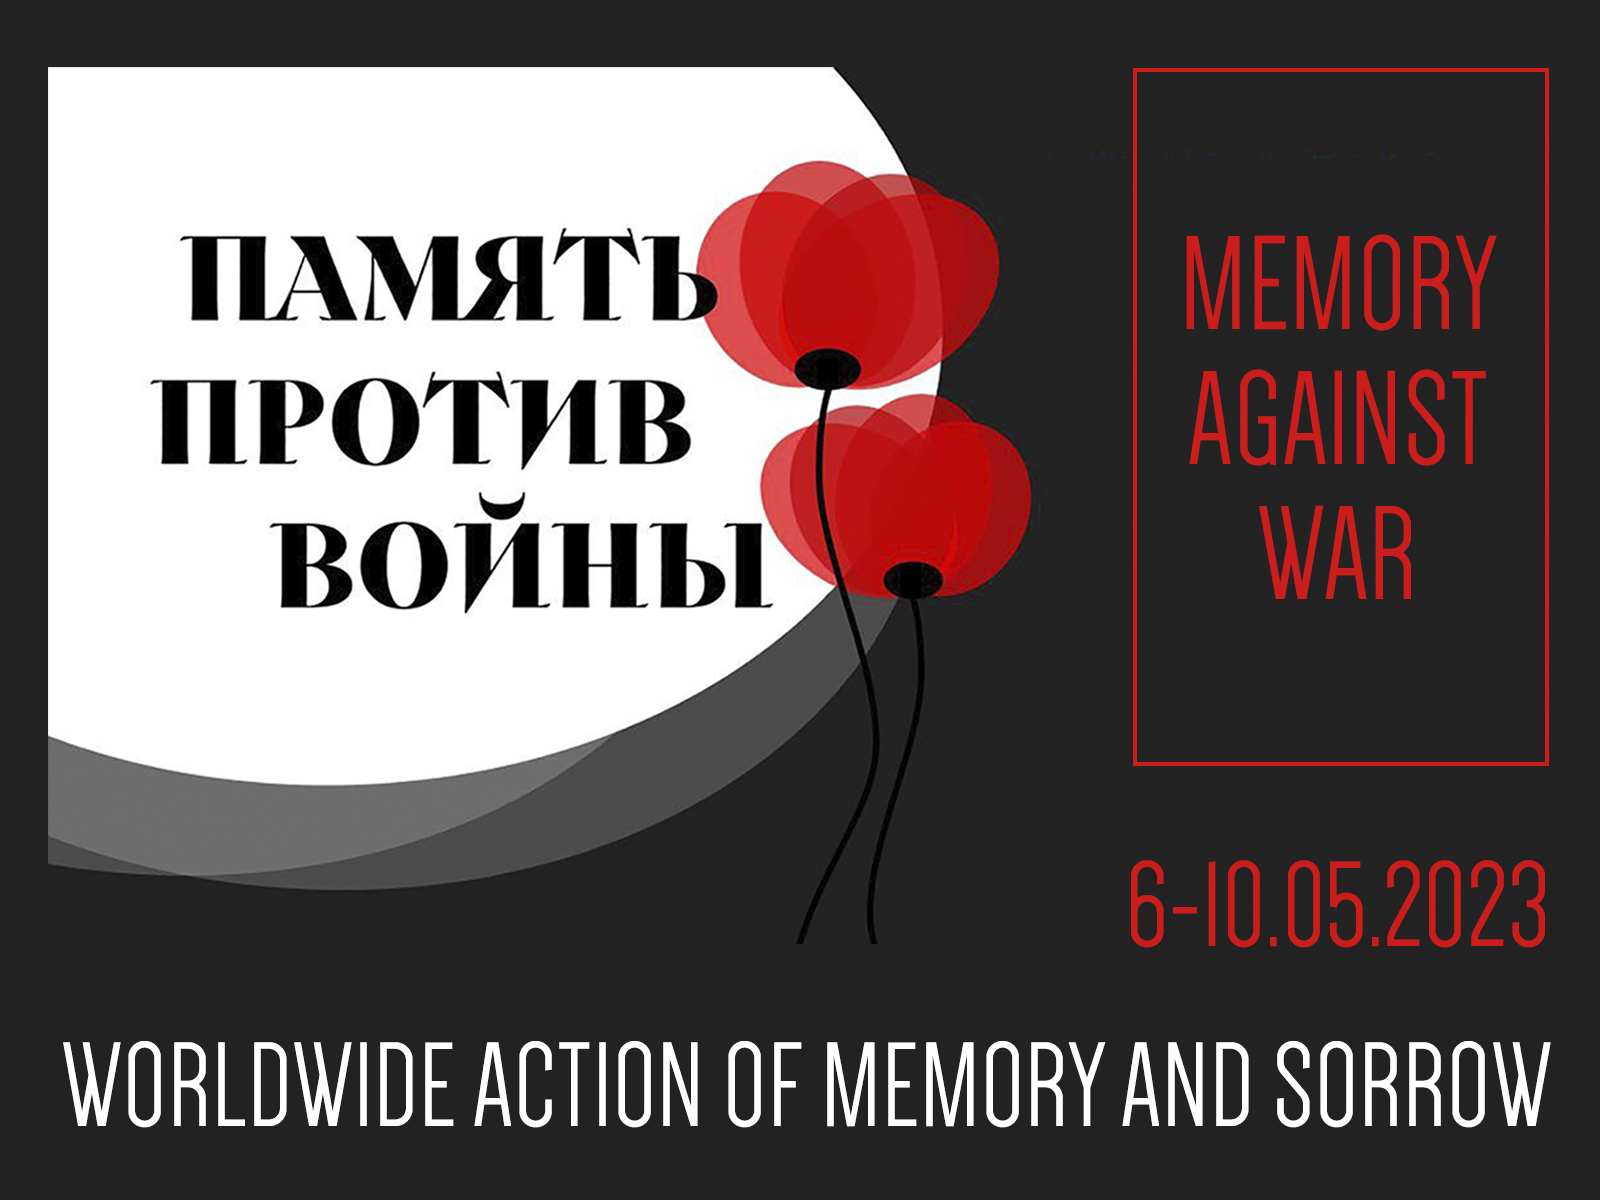 ПАМЯТЬ
ПРОТИВ
ВОЙНЫ
MEMORY
AGAINST
WAR
6-10.05.2023
WORLDWIDE ACTION OF MEMORY AND SORROW